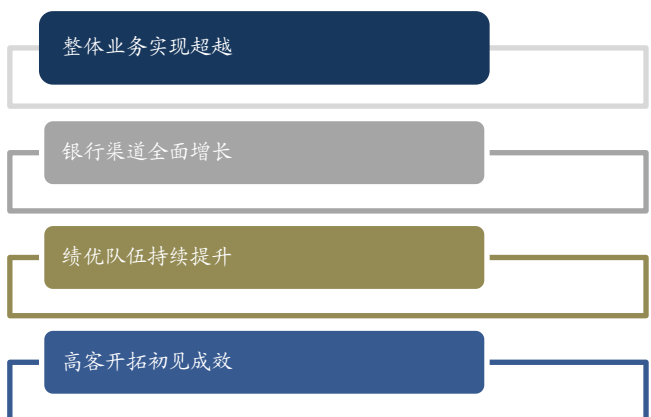 整体业务实现超越
银行渠道全面增长
绩优队伍持续提升
高客开拓初见成效